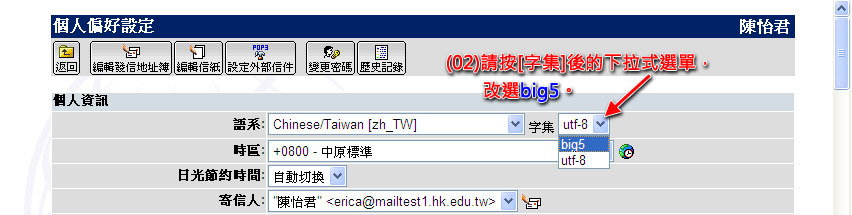 個人偏好設定 陳怡君
POP3
返回 編輯發信地址簿 編輯信紙 設定外部信件 變更密碼 歷史記錄
(02)請按[字集]後的下拉式選單，
改選big5。
個人資訊
語系: Chinese/Taiwan [zh_TW] 字集 utf-8
big5
utf-8
時區: +0800 - 中原標準
日光節約時間: 自動切換
寄信人: "陳怡君" <erica@mailtest1.hk.edu.tw>